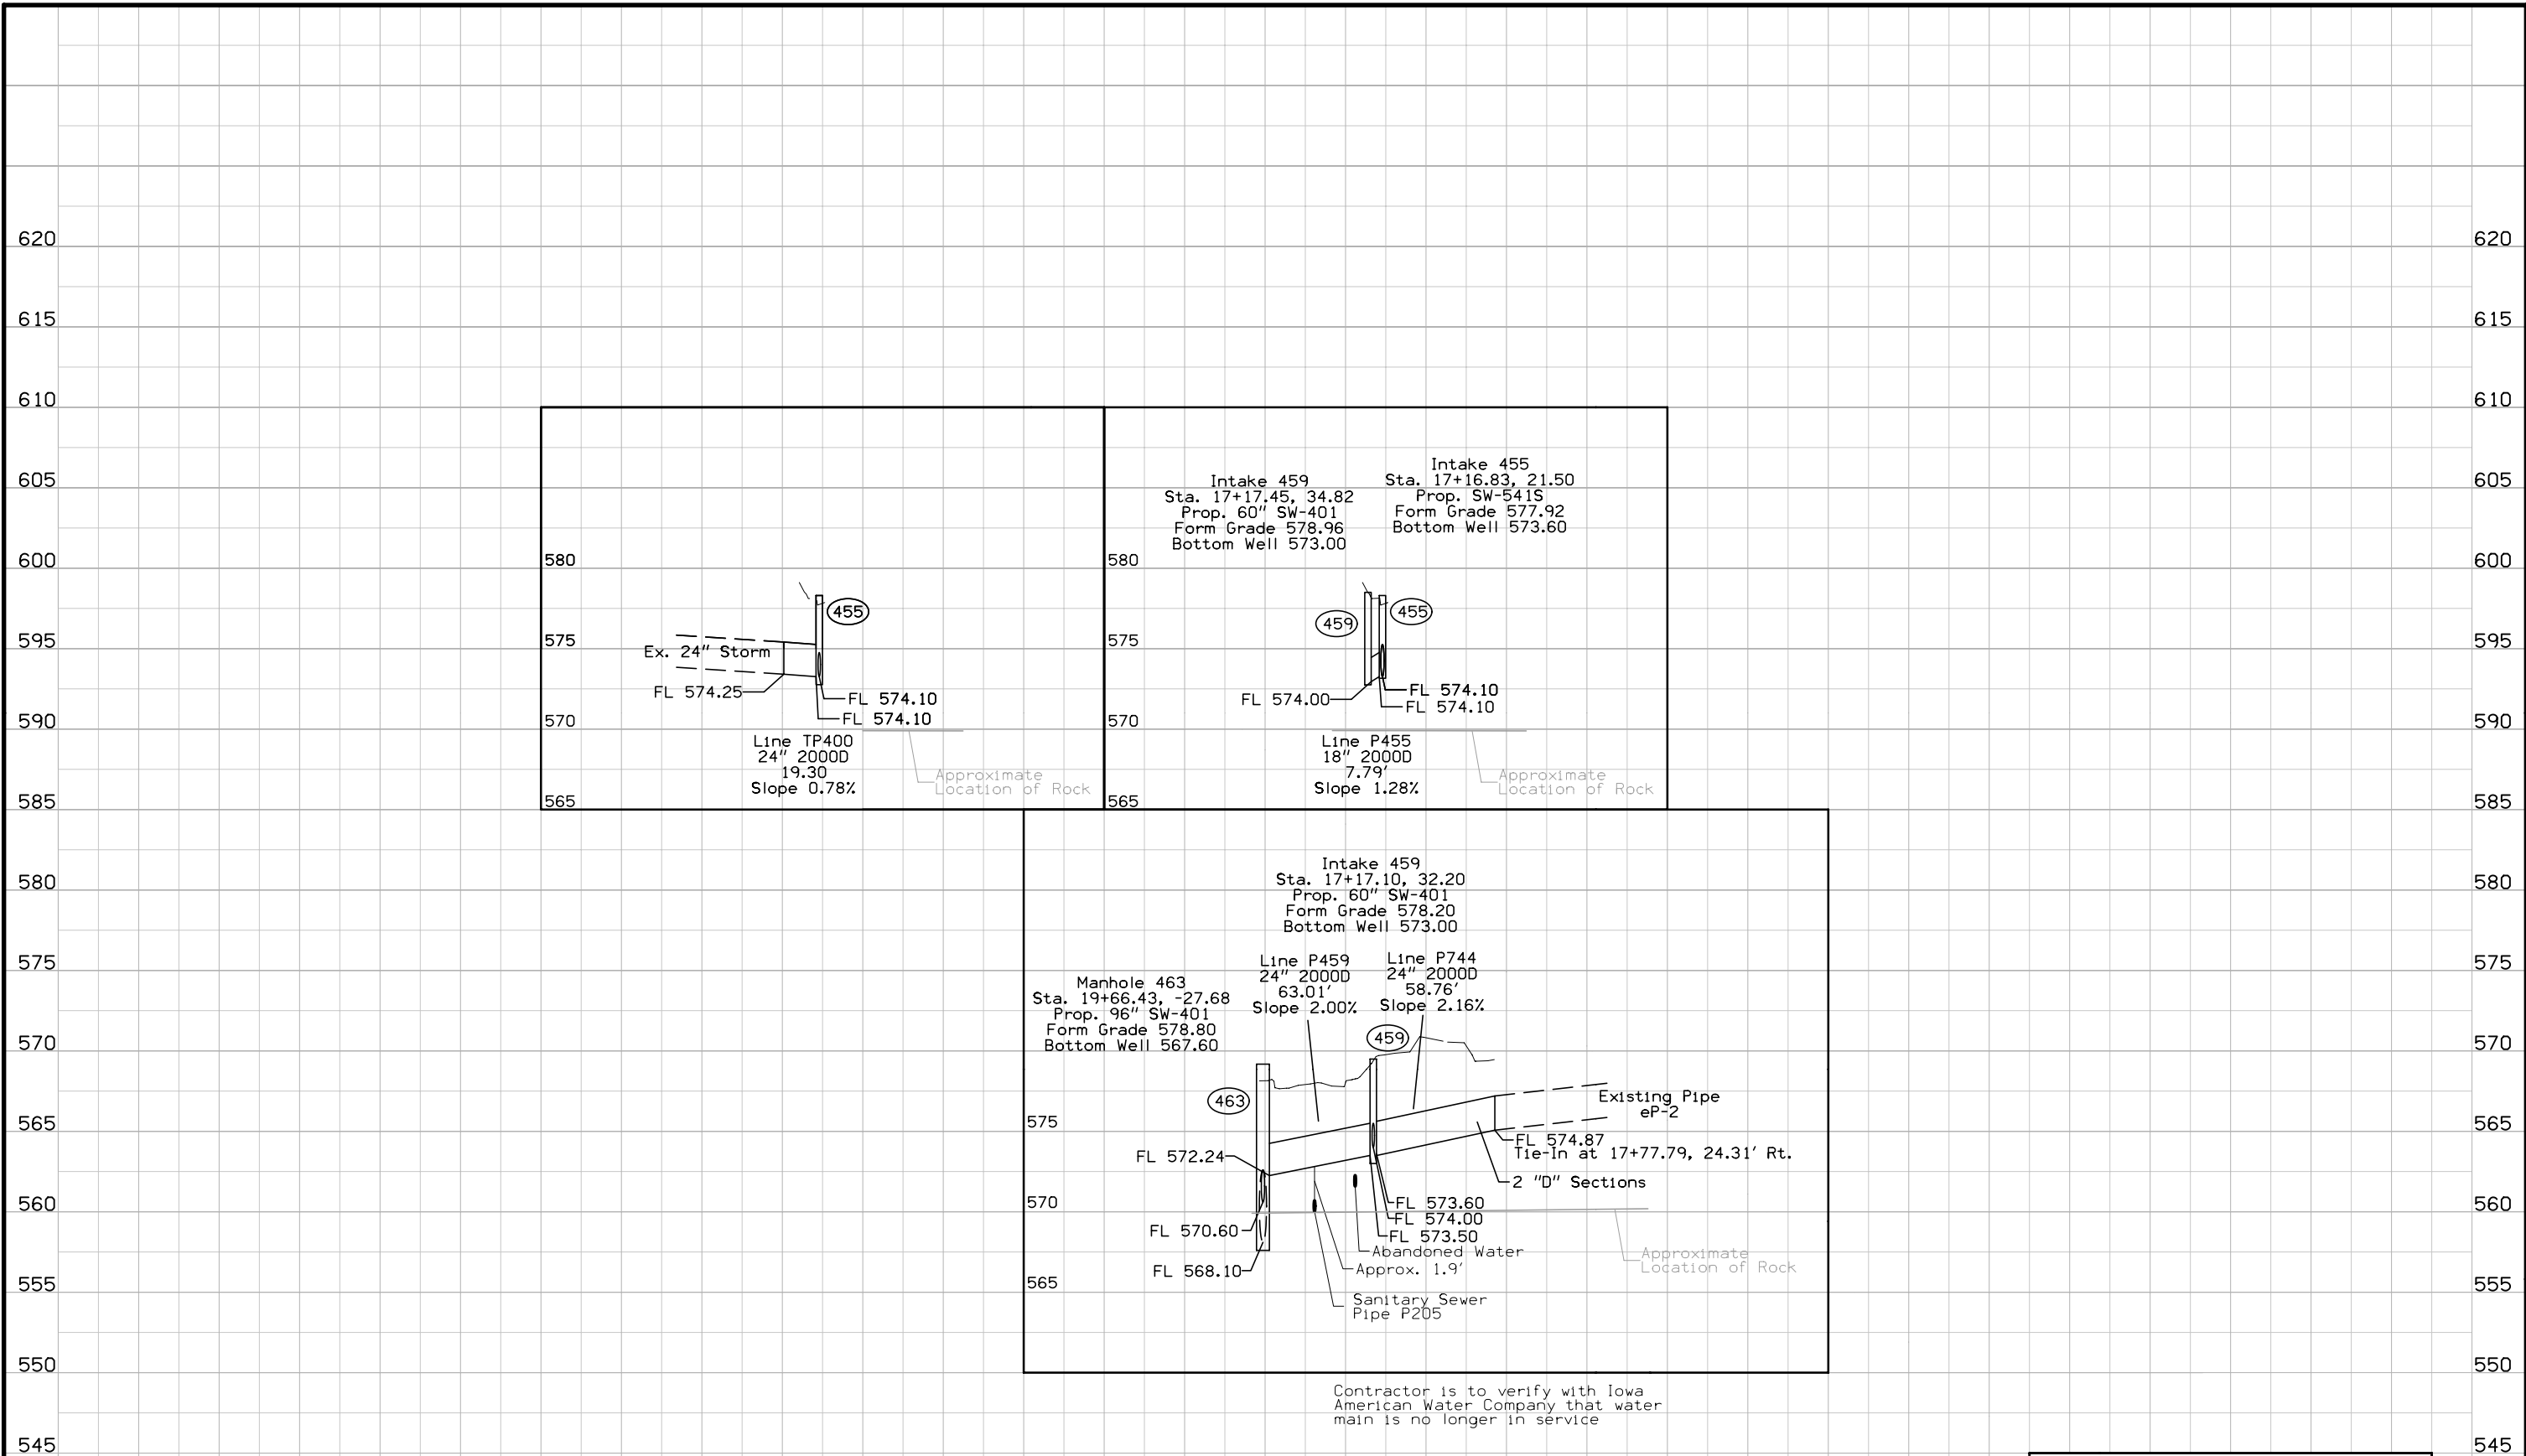 620 620
615 615
610 610
Intake 455
Intake 459
605 Sta. 17+16.83, 21.50 605
Sta. 17+17.45, 34.82
Prop. SW-541S
Prop. 60" SW-401
Form Grade 577.92
Form Grade 578.96
Bottom Well 573.60
Bottom Well 573.00
600 580 580 600
455
459 455
595 575 575 595
Ex. 24" Storm
FL 574.25
FL 574.10
FL 574.10
FL 574.00
FL 574.10
FL 574.10
590 570 570 590
Line TP400
24" 2000D
19.30
Slope 0.78%
Approximate
Location of Rock
Line P455
18" 2000D
7.79'
Slope 1.28%
Approximate
Location of Rock
585 565 565 585
Intake 459
580 580
Sta. 17+17.10, 32.20
Prop. 60" SW-401
Form Grade 578.20
Bottom Well 573.00
575 575
Line P459
24" 2000D
63.01'
Slope 2.00%
Line P744
24" 2000D
58.76'
Slope 2.16%
Manhole 463
Sta. 19+66.43, -27.68
Prop. 96" SW-401
Form Grade 578.80
Bottom Well 567.60
570 570
459
463
Existing Pipe
eP-2
565 575 565
FL 574.87
Tie-In at 17+77.79, 24.31' Rt.
FL 572.24
2 "D" Sections
560 570 560
FL 573.60
FL 574.00
FL 573.50
FL 570.60
Abandoned Water
Approx. 1.9'
FL 568.10
Approximate
Location of Rock
555 565 555
Sanitary Sewer
Pipe P205
550 550
Contractor is to verify with Iowa
American Water Company that water
main is no longer in service
545 545